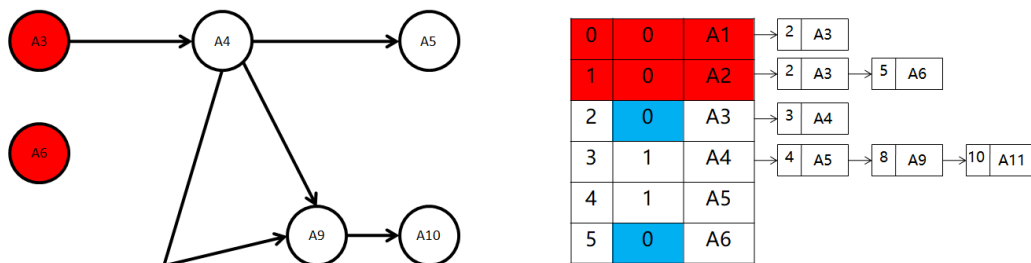 A3 A4 A5
A6
A9 A10
0 0 A1 2 A3
1 0 A2 2 A3 5 A6
2 0 A3 3 A4
3 1 A4 4 A5 8 A9 10 A11
4 1 A5
5 0 A6